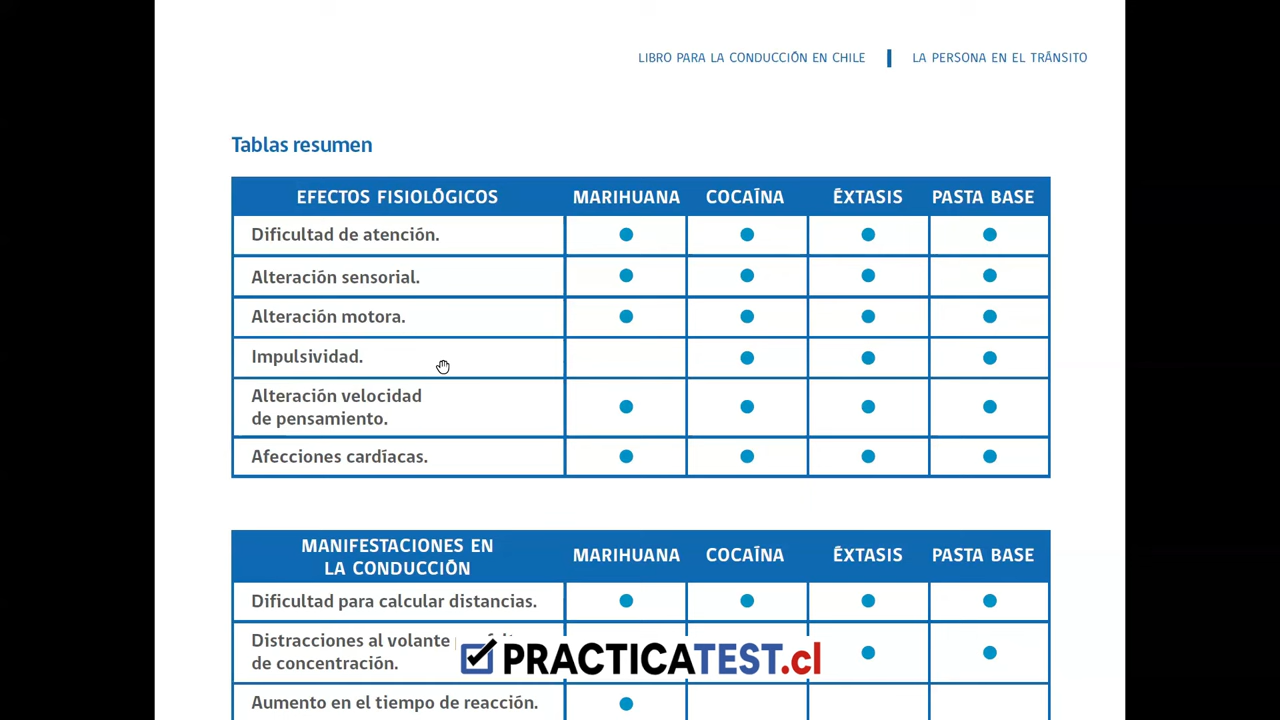 LIBRO PARA LA CONDUCCIÓN EN CHILE | LA PERSONA EN EL TRÁNSITO
Tablas resumen
EFECTOS FISIOLÓGICOS MARIHUANA COCAÍNA ÉXTASIS PASTA BASE
Dificultad de atención. ● ● ● ●
Alteración sensorial. ● ● ● ●
Alteración motora. ● ● ● ●
Impulsividad. ● ● ●
Alteración velocidad
de pensamiento. ● ● ● ●
Afecciones cardíacas. ● ● ● ●
MANIFESTACIONES EN
LA CONDUCCIÓN MARIHUANA COCAÍNA ÉXTASIS PASTA BASE
Dificultad para calcular distancias. ● ● ● ●
Distracciones al volante
de concentración. ● ●
PRACTICATEST.cl
Aumento en el tiempo de reacción. ●